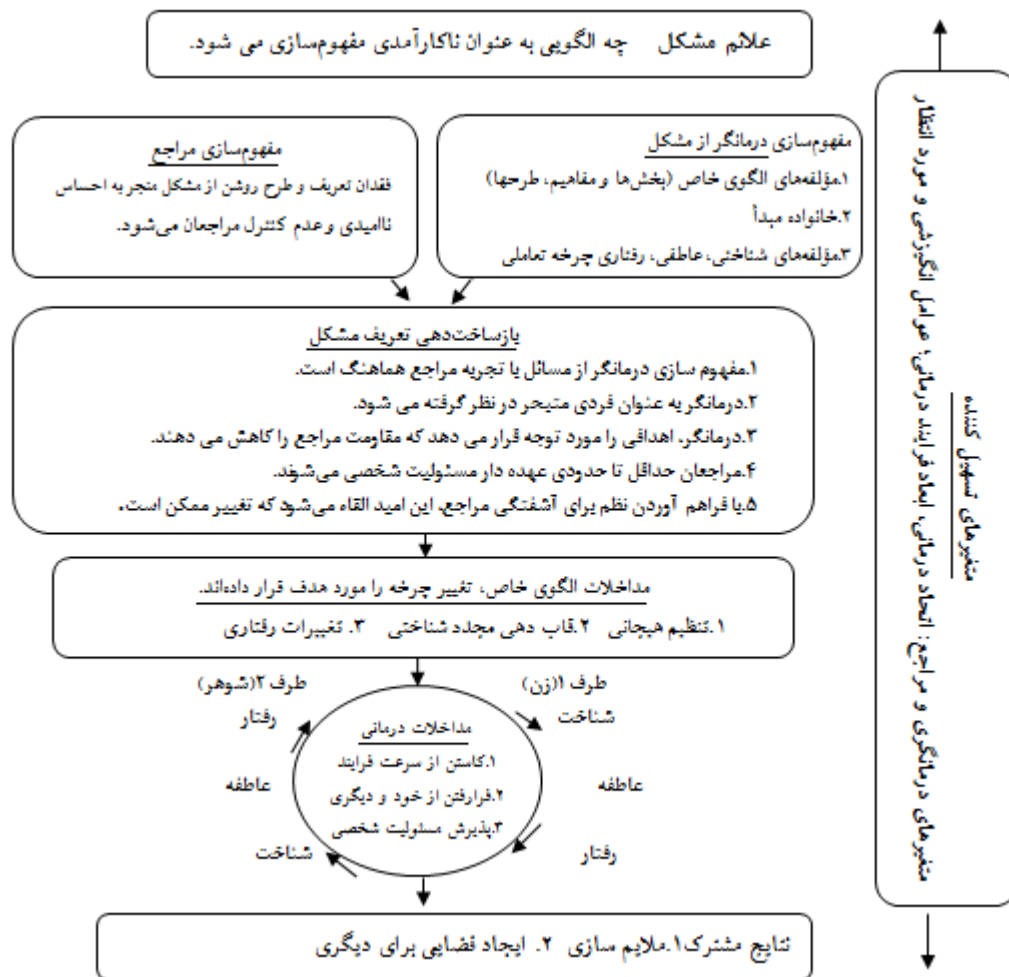 علائم مشکل چه الگویی به عنوان ناکارآمدی مفهوم‌سازی می شود.
مفهوم‌سازی درمانگر از مشکل
۱.مؤلفه‌های الگوی خاص (بخش‌ها و مفاهیم، طرحها)
۲.خانواده مبدأ
۳.مؤلفه‌های شناختی، عاطفی، رفتاری چرخه تعاملی
مفهوم‌سازی مراجع
فقدان تعریف و طرح روشن از مشکل منجر به احساس
ناامیدی و عدم کنترل مراجعان می‌شود.
بازساخت‌دهی تعریف مشکل
۱.مفهوم سازی درمانگر از مسائل با تجربه مراجع هماهنگ است.
۲.درمانگر به عنوان فردی متبحر در نظر گرفته می شود.
۳.درمانگر، اهدافی را مورد توجه قرار می دهد که مقاومت مراجع را کاهش می دهند.
۴.مراجعان حداقل تا حدودی عهده دار مسئولیت شخصی می‌شوند.
۵.با فراهم آوردن نظم برای آشفتگی مراجع، این امید القاء می‌شود که تغییر ممکن است.
مداخلات الگوی خاص، تغییر چرخه را مورد هدف قرار داده‌اند.
۱.تنظیم هیجانی ۲.قاب دهی مجدد شناختی ۳. تغییرات رفتاری
طرف ۱(زن)
شناخت
عاطفه
رفتار
طرف ۲(شوهر)
رفتار
عاطفه
شناخت
مداخلات درمانی
۱.کاستن از سرعت فرایند
۲.فرارفتن از خود و دیگری
۳.پذیرش مسئولیت شخصی
نتایج مشترک۱.ملایم سازی ۲. ایجاد فضایی برای دیگری
متغیرهای تسهیل کننده
متغیرهای درمانگری و مراجع: اتحاد درمانی، ابعاد فرایند درمانی؛ عوامل انگیزشی و مورد انتظار